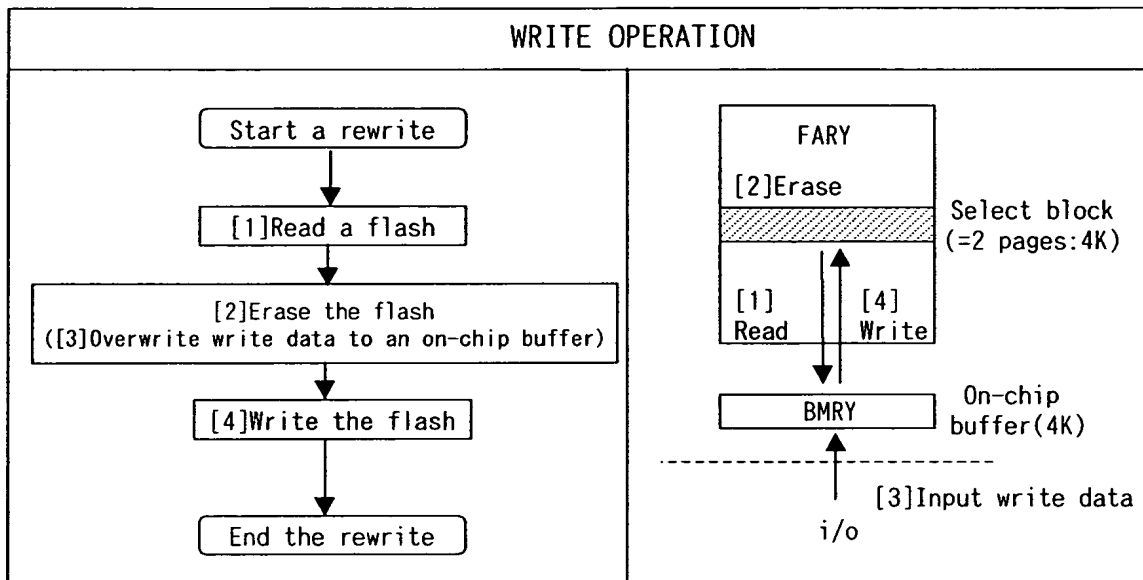 WRITE OPERATION
Start a rewrite
[1]Read a flash
[2]Erase the flash
([3]Overwrite write data to an on-chip buffer)
[4]Write the flash
End the rewrite
FARY
[2]Erase
Select block
(=2 pages:4K)
[1]
Read
[4]
Write
BMRY
On-chip
buffer(4K)
[3]Input write data
i/o